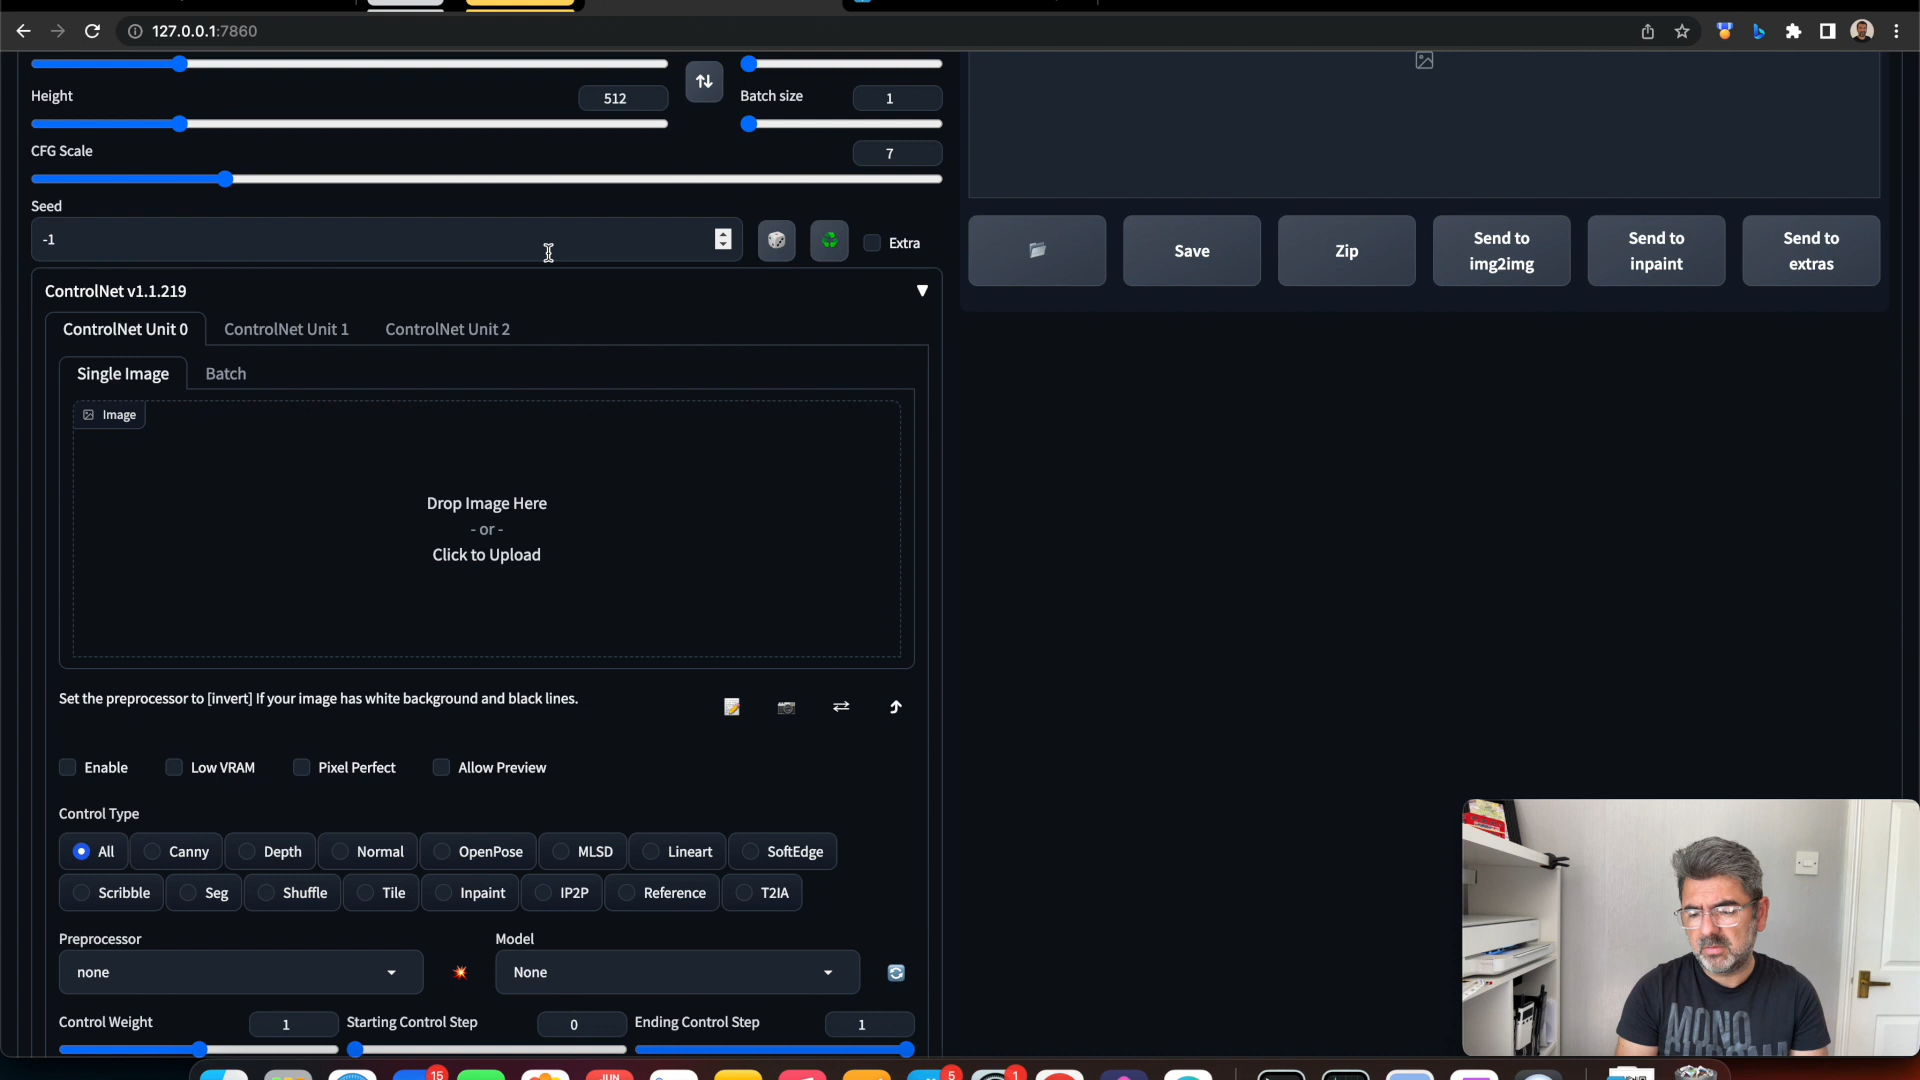 127.0.0.1:7860
Height
512
Batch size
1
CFG Scale
7
Seed
-1
Extra
Save
Zip
Send to
img2img
Send to
inpaint
Send to
extras
ControlNet v1.1.219
ControlNet Unit 0
ControlNet Unit 1
ControlNet Unit 2
Single Image
Batch
Image
Drop Image Here
- or -
Click to Upload
Set the preprocessor to [invert] If your image has white background and black lines.
Enable
Low VRAM
Pixel Perfect
Allow Preview
Control Type
All
Canny
Depth
Normal
OpenPose
MLSD
Lineart
SoftEdge
Scribble
Seg
Shuffle
Tile
Inpaint
IP2P
Reference
T2IA
Preprocessor
Model
none
None
Control Weight
1
Starting Control Step
0
Ending Control Step
1
15
JUN
5
1
MONO